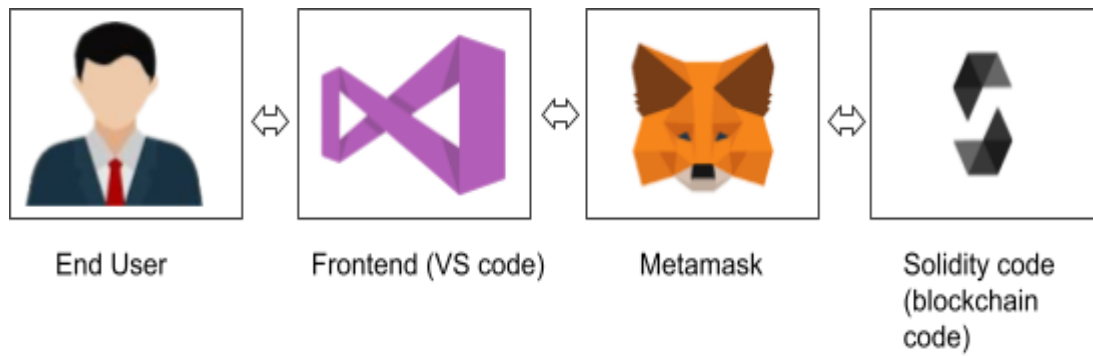 End User
Frontend (VS code)
Metamask
Solidity code
(blockchain
code)